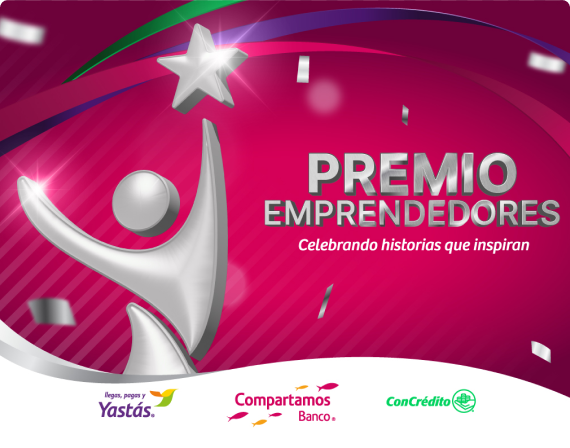 PREMIO
EMPRENDEDORES
Celebrando historias que inspiran
llegas, pagas y
Yastás®
Compartamos
Banco®
ConCrédito